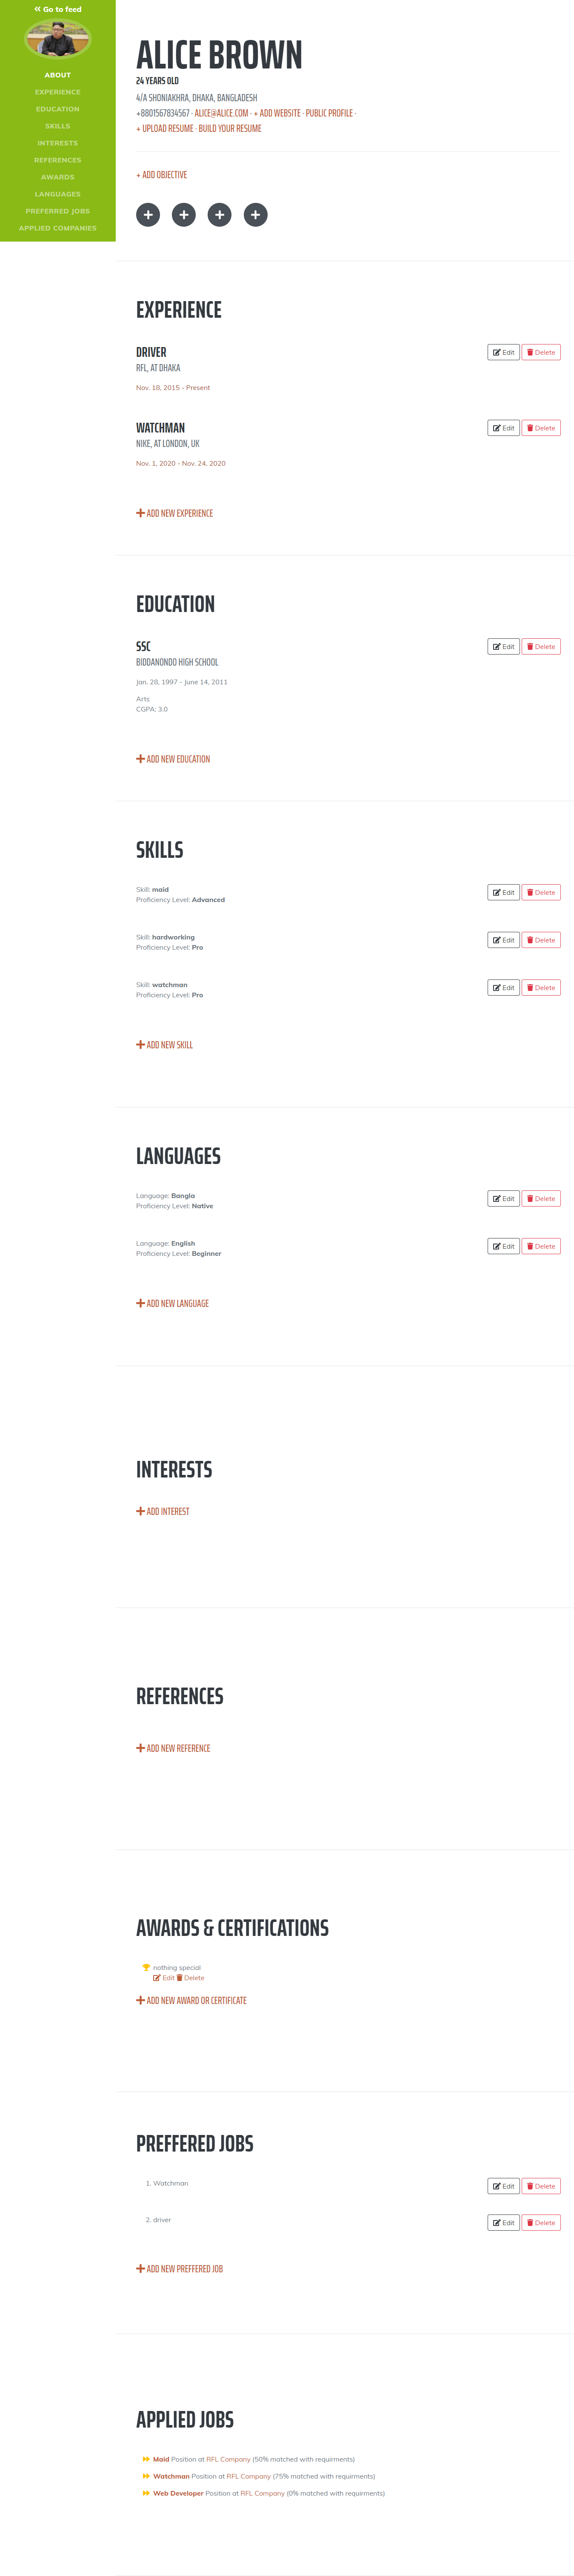 Go to feed
ABOUT
EXPERIENCE
EDUCATION
SKILLS
INTERESTS
REFERENCES
AWARDS
LANGUAGES
PREFERRED JOBS
APPLIED COMPANIES
ALICE BROWN
24 YEARS OLD
4/A SHONIAKHRA, DHAKA, BANGLADESH
+8801567834567 · ALICE@ALICE.COM · + ADD WEBSITE · PUBLIC PROFILE ·
+ UPLOAD RESUME · BUILD YOUR RESUME
+ ADD OBJECTIVE
EXPERIENCE
DRIVER
Edit Delete
RFL, AT DHAKA
Nov. 18, 2015 - Present
WATCHMAN
Edit Delete
NIKE, AT LONDON, UK
Nov. 1, 2020 - Nov. 24, 2020
ADD NEW EXPERIENCE
EDUCATION
SSC
Edit Delete
BIDDANONDO HIGH SCHOOL
Jan. 28, 1997 - June 14, 2011
Arts
CGPA: 3.0
ADD NEW EDUCATION
SKILLS
Skill: maid
Edit Delete
Proficiency Level: Advanced
Skill: hardworking
Edit Delete
Proficiency Level: Pro
Skill: watchman
Edit Delete
Proficiency Level: Pro
ADD NEW SKILL
LANGUAGES
Language: Bangla
Edit Delete
Proficiency Level: Native
Language: English
Edit Delete
Proficiency Level: Beginner
ADD NEW LANGUAGE
INTERESTS
ADD INTEREST
REFERENCES
ADD NEW REFERENCE
AWARDS & CERTIFICATIONS
nothing special
Edit Delete
ADD NEW AWARD OR CERTIFICATE
PREFFERED JOBS
1. Watchman
Edit Delete
2. driver
Edit Delete
ADD NEW PREFFERED JOB
APPLIED JOBS
Maid Position at RFL Company (50% matched with requirments)
Watchman Position at RFL Company (75% matched with requirments)
Web Developer Position at RFL Company (0% matched with requirments)